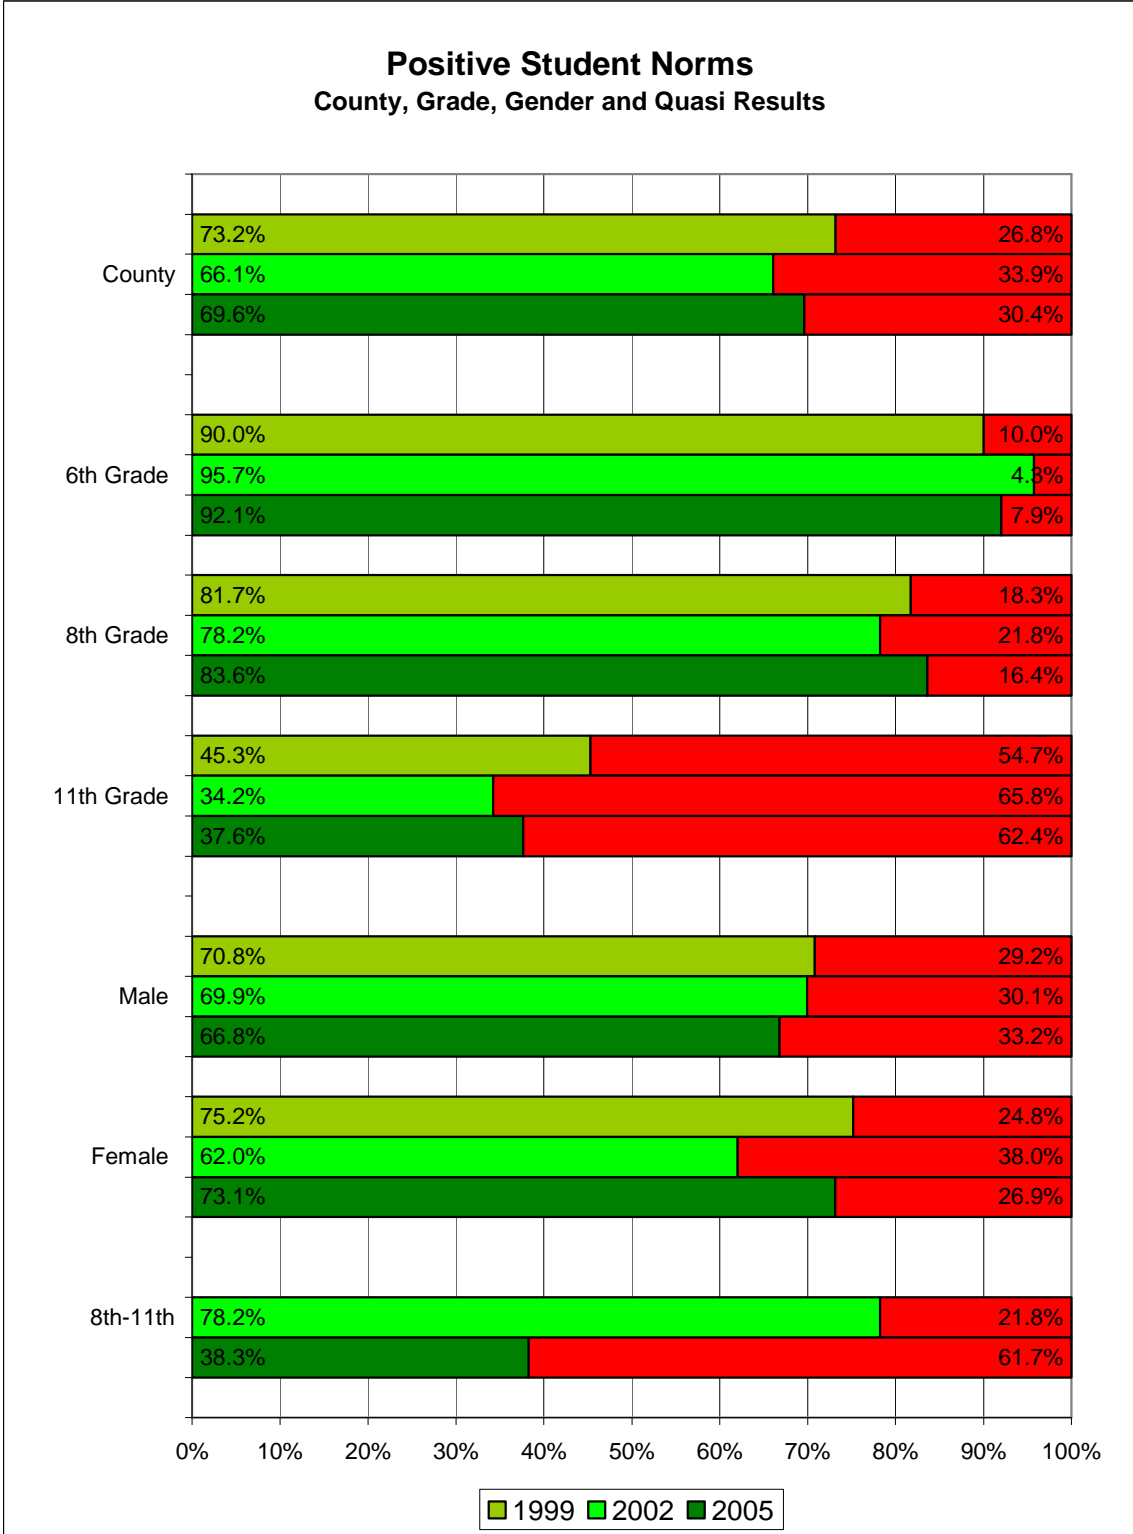 Positive Student Norms
County, Grade, Gender and Quasi Results
73.2% 26.8%
County 66.1% 33.9%
69.6% 30.4%
90.0% 10.0%
6th Grade 95.7% 4.3%
92.1% 7.9%
81.7% 18.3%
8th Grade 78.2% 21.8%
83.6% 16.4%
45.3% 54.7%
11th Grade 34.2% 65.8%
37.6% 62.4%
70.8% 29.2%
Male 69.9% 30.1%
66.8% 33.2%
75.2% 24.8%
Female 62.0% 38.0%
73.1% 26.9%
8th-11th 78.2% 21.8%
38.3% 61.7%
0% 10% 20% 30% 40% 50% 60% 70% 80% 90% 100%
1999 2002 2005